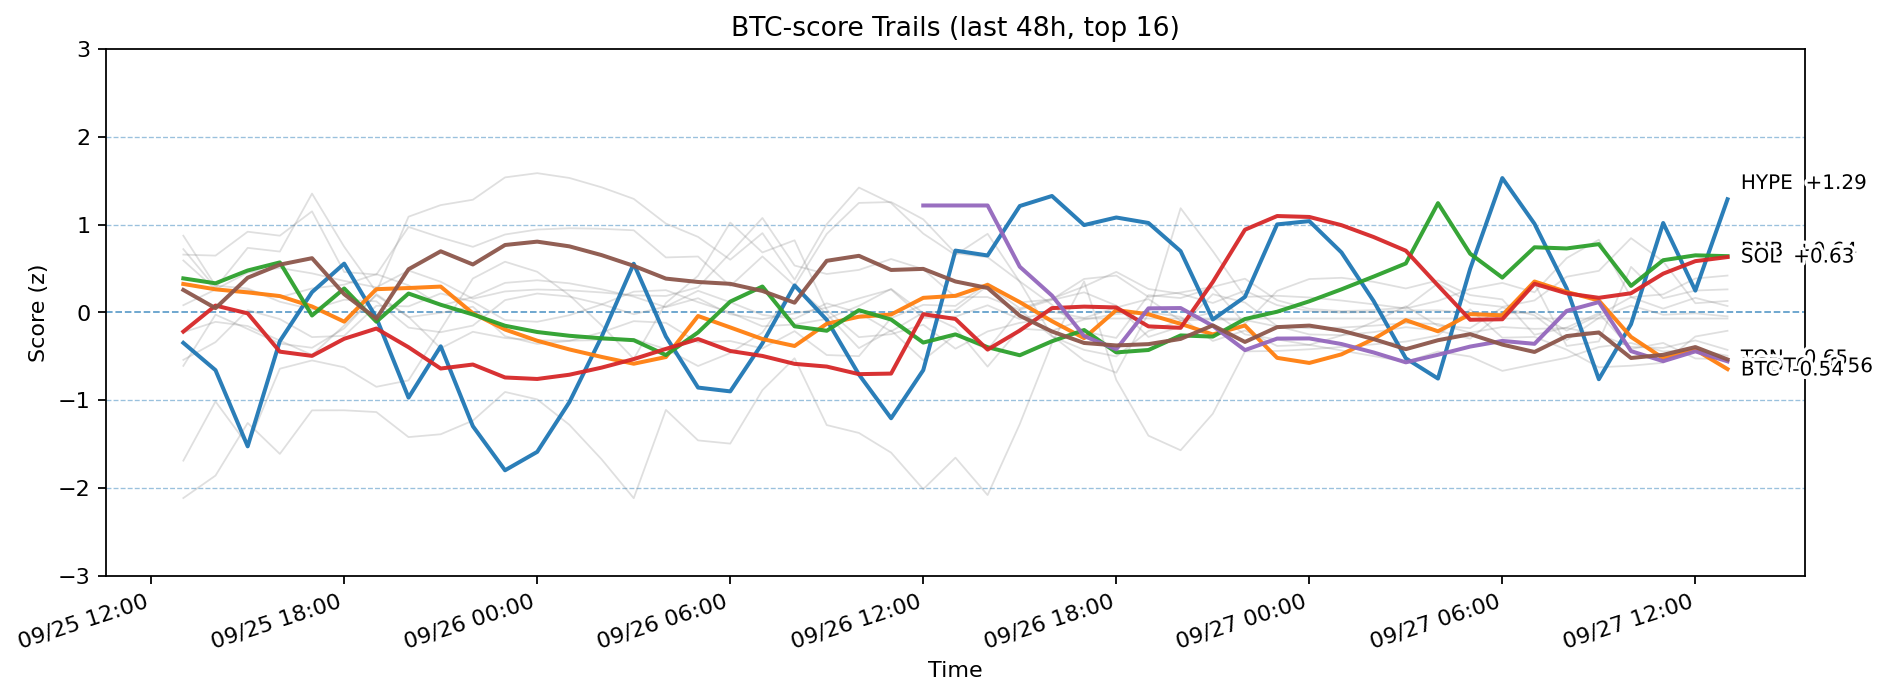 BTC-score Trails (last 48h, top 16)
Score (z)
3
2
1
0
−1
−2
−3
HYPE +1.29
SOL +0.63
BTC -0.54
09/25 12:00
09/25 18:00
09/26 00:00
09/26 06:00
09/26 12:00
09/26 18:00
09/27 00:00
09/27 06:00
09/27 12:00
Time